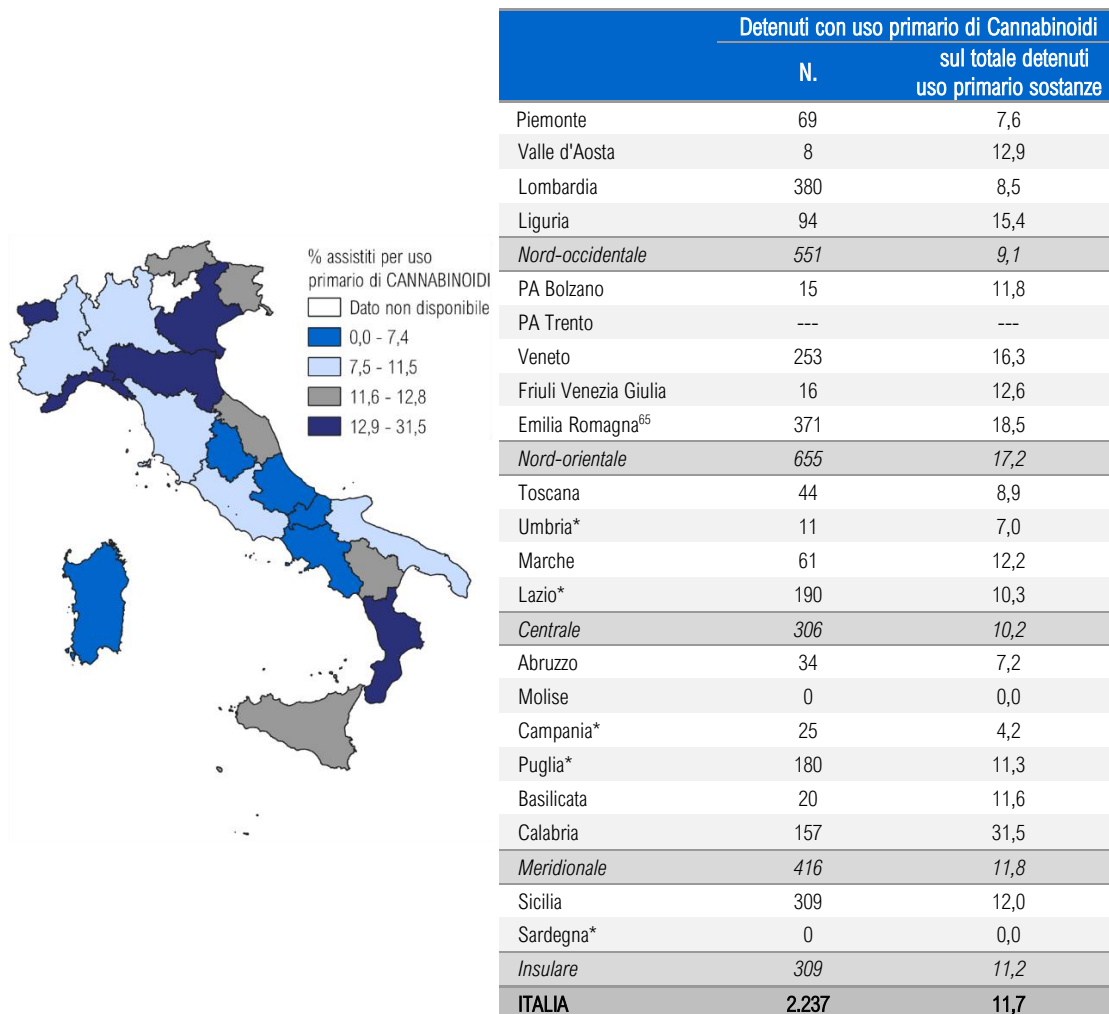 % assistiti per uso
primario di CANNABINOIDI
Dato non disponibile
0,0 - 7,4
7,5 - 11,5
11,6 - 12,8
12,9 - 31,5
Detenuti con uso primario di Cannabinoidi
N. sul totale detenuti uso primario sostanze
Piemonte 69 7,6
Valle d'Aosta 8 12,9
Lombardia 380 8,5
Liguria 94 15,4
Nord-occidentale 551 9,1
PA Bolzano 15 11,8
PA Trento --- ---
Veneto 253 16,3
Friuli Venezia Giulia 16 12,6
Emilia Romagna65 371 18,5
Nord-orientale 655 17,2
Toscana 44 8,9
Umbria* 11 7,0
Marche 61 12,2
Lazio* 190 10,3
Centrale 306 10,2
Abruzzo 34 7,2
Molise 0 0,0
Campania* 25 4,2
Puglia* 180 11,3
Basilicata 20 11,6
Calabria 157 31,5
Meridionale 416 11,8
Sicilia 309 12,0
Sardegna* 0 0,0
Insulare 309 11,2
ITALIA 2.237 11,7